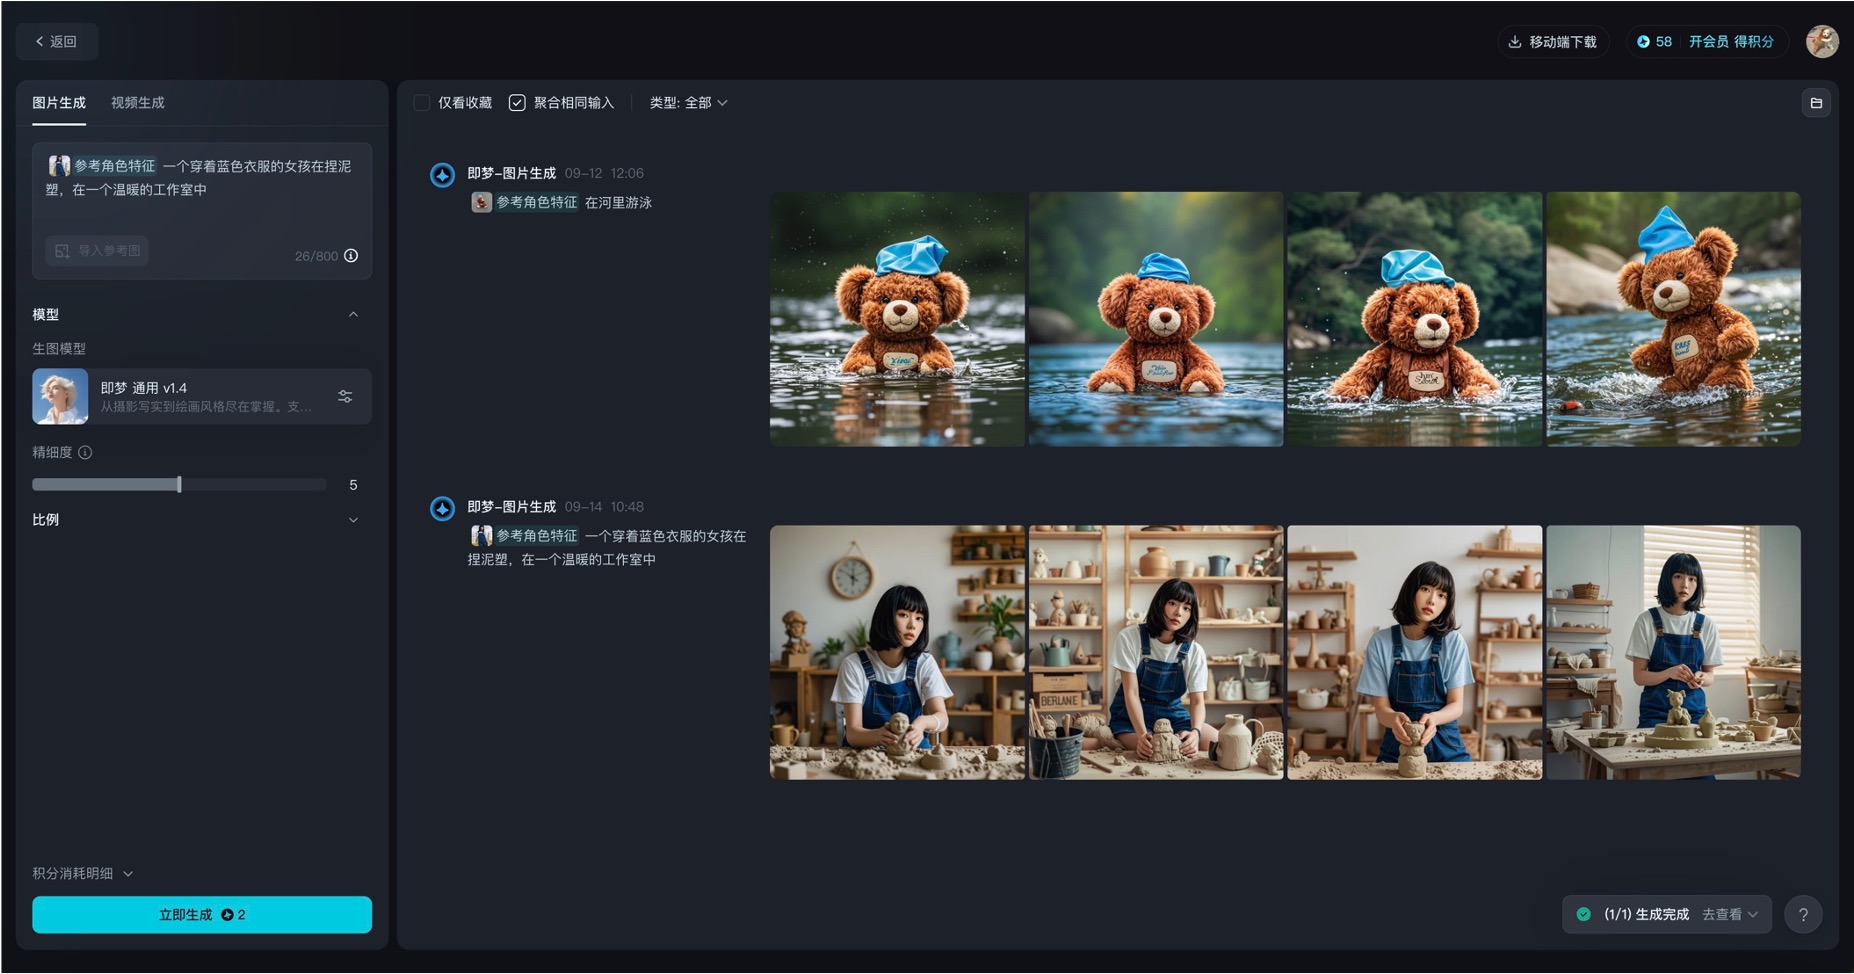 返回
移动端下载
58 开会员 得积分
图片生成 视频生成
参考角色特征 一个穿着蓝色衣服的女孩在捏泥
塑，在一个温暖的工作室中
导入参考图
26/800
模型
生图模型
即梦 通用 v1.4
从摄影写实到绘画风格尽在掌握。支...
精细度
5
比例
积分消耗明细
立即生成 2
仅看收藏 聚合相同输入 类型: 全部
即梦-图片生成 09-12 12:06
参考角色特征 在河里游泳
即梦-图片生成 09-14 10:48
参考角色特征 一个穿着蓝色衣服的女孩在
捏泥塑，在一个温暖的工作室中
BERLANE
(1/1) 生成完成 去查看
?